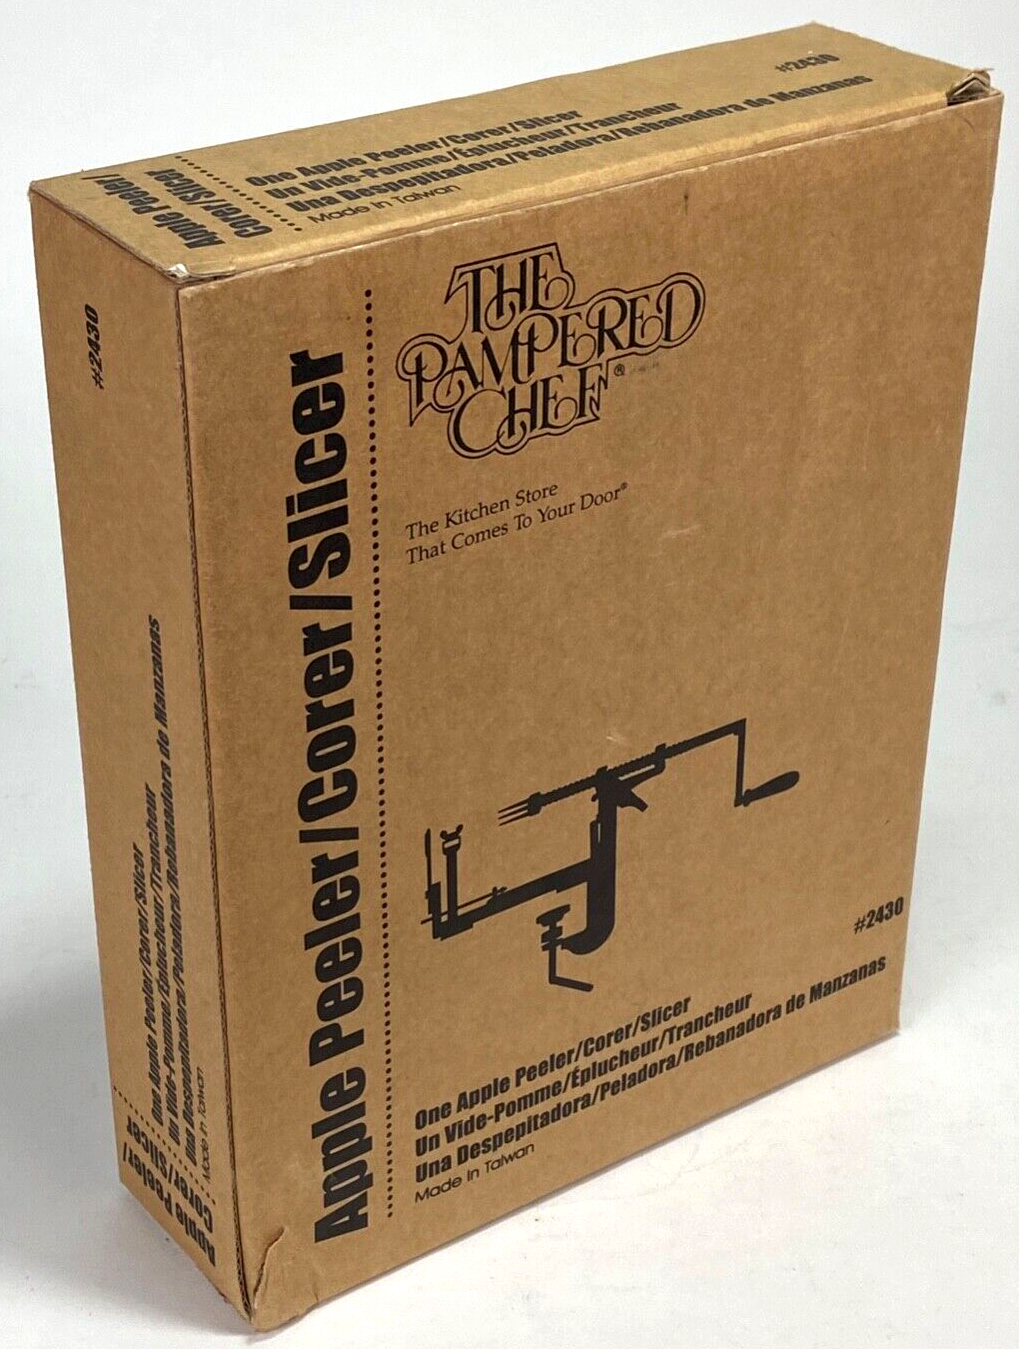 #2430
One Apple Peeler/Corer/Slicer
Un Vide-Pomme/Éplucheur/Trancheur
Una Despepitadora/Peladora/Rebanadora de Manzanas
Made In Taiwan
Apple Peeler/
Corer/Slicer
THE
PAMPERED
CHEF®
The Kitchen Store
That Comes To Your Door®
Apple Peeler/Corer/Slicer
#2430
One Apple Peeler/Corer/Slicer
Un Vide-Pomme/Éplucheur/Trancheur
Una Despepitadora/Peladora/Rebanadora de Manzanas
Made In Taiwan
#2430
One Apple Peeler/Corer/Slicer
Un Vide-Pomme/Éplucheur/Trancheur
Una Despepitadora/Peladora/Rebanadora de Manzanas
Made In Taiwan
Apple Peeler/
Corer/Slicer